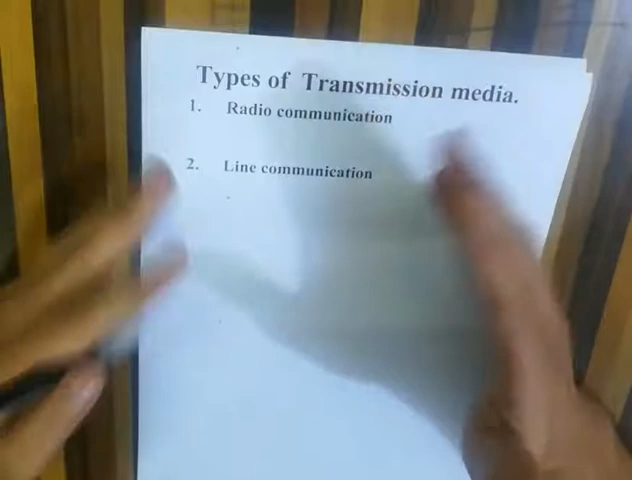 Types of Transmission media.
1. Radio communication
2. Line communication